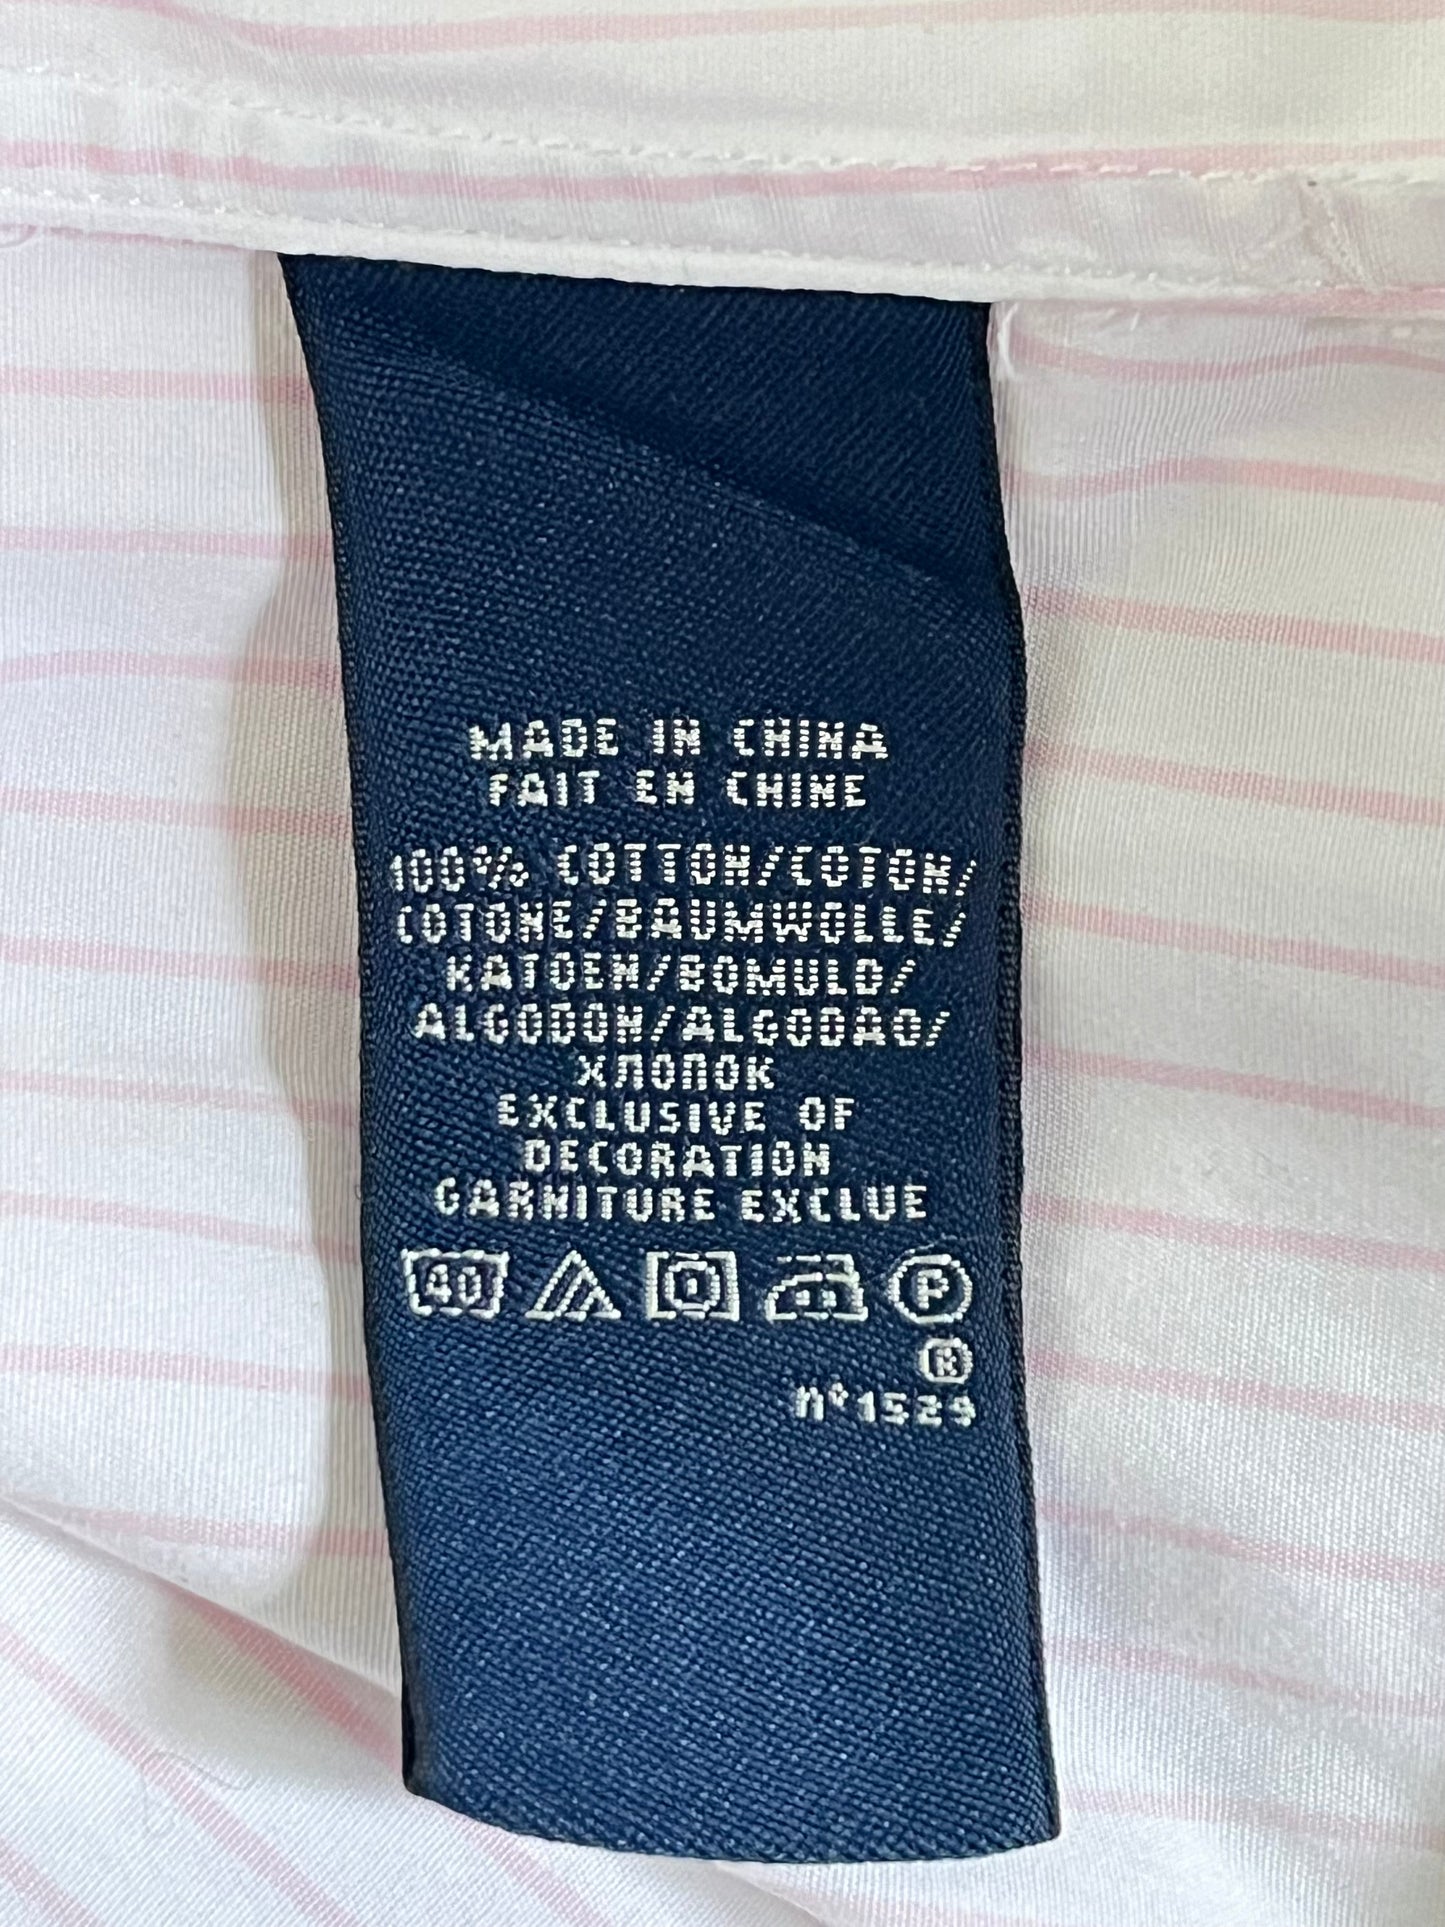 MADE IN CHINA
FAIT EN CHINE
100% COTTON/COTON/
COTONE/BAUMWOLLE/
KATOEN/BOMULD/
ALGODON/ALGODAO/
ХЛОПОК
EXCLUSIVE OF
DECORATION
GARNITURE EXCLUE
40 P
n°1529